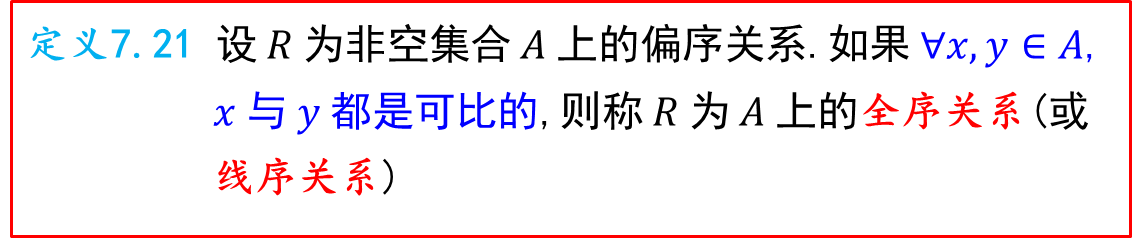 定义7.21 设 R 为非空集合 A 上的偏序关系. 如果 ∀x, y ∈ A,
x 与 y 都是可比的, 则称 R 为 A 上的全序关系(或
线序关系)